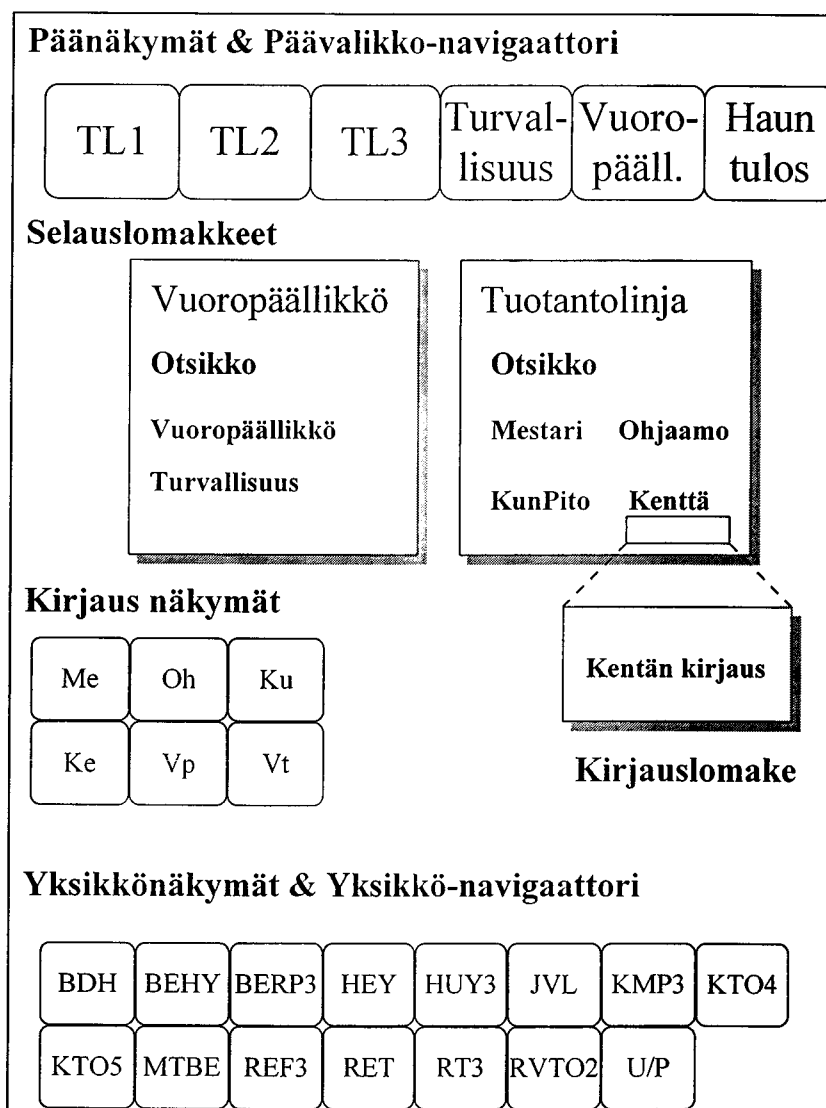 Päänäkymät & Päävalikko-navigaattori
TL1 TL2 TL3 Turval-lisuus Vuoro-pääll. Haun tulos
Selauslomakkeet
Vuoropäällikkö
Otsikko
Vuoropäällikkö
Turvallisuus
Tuotantolinja
Otsikko
Mestari Ohjaamo
KunPito Kenttä
Kentän kirjaus
Kirjauslomake
Kirjaus näkymät
Me Oh Ku
Ke Vp Vt
Yksikkönäkymät & Yksikkö-navigaattori
BDH BEHY BERP3 HEY HUY3 JVL KMP3 KTO4
KTO5 MTBE REF3 RET RT3 RVTO2 U/P